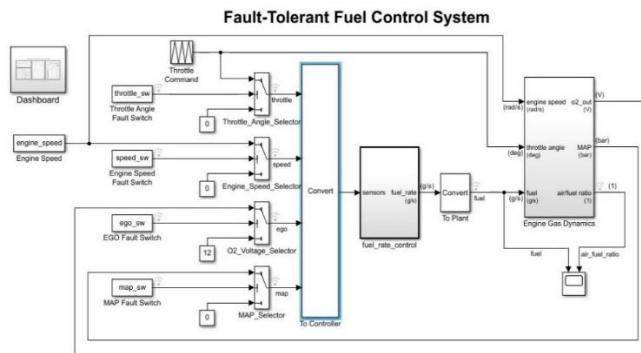 Fault-Tolerant Fuel Control System
Dashboard
Throttle
Command
throttle_sw
Throttle Angle
Fault Switch
0
Throttle_Angle_Selector
throttle
engine_speed
Engine Speed
speed_sw
Engine Speed
Fault Switch
0
Engine_Speed_Selector
speed
ego_sw
EGO Fault Switch
12
O2_Voltage_Selector
ego
map_sw
MAP Fault Switch
0
MAP_Selector
map
Convert
To Controller
sensors
fuel_rate
(g/s)
fuel_rate_control
(g/s)
Convert
To Plant
fuel
(rad/s)
(deg)
(g/s)
engine speed
(rad/s)
throttle angle
(deg)
fuel
(g/s)
o2_out
(V)
MAP
(bar)
air/fuel ratio
(1)
Engine Gas Dynamics
(V)
(bar)
(1)
fuel
air_fuel_ratio